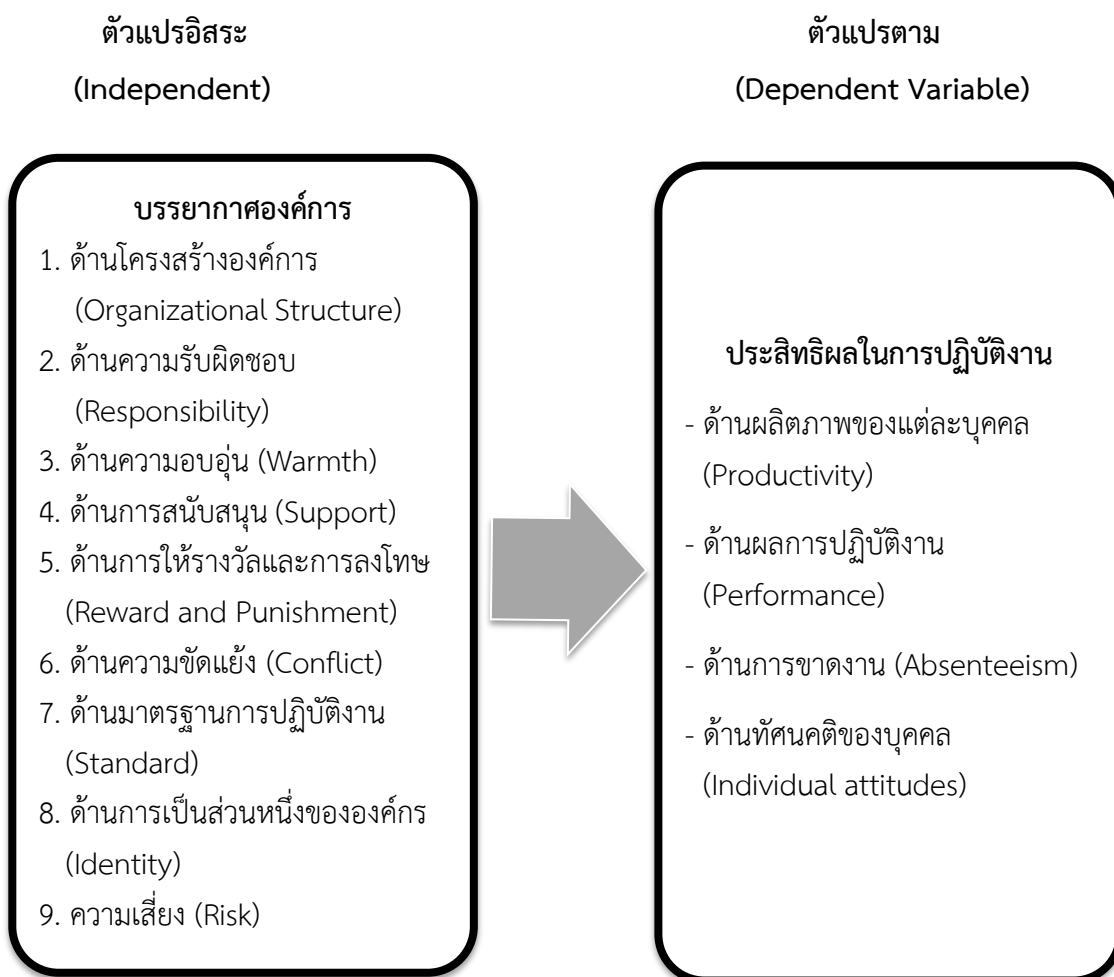 ตัวแปรอิสระ
(Independent)
ตัวแปรตาม
(Dependent Variable)
บรรยากาศองค์การ
1. ด้านโครงสร้างองค์การ
(Organizational Structure)
2. ด้านความรับผิดชอบ
(Responsibility)
3. ด้านความอบอุ่น (Warmth)
4. ด้านการสนับสนุน (Support)
5. ด้านการให้รางวัลและการลงโทษ
(Reward and Punishment)
6. ด้านความขัดแย้ง (Conflict)
7. ด้านมาตรฐานการปฏิบัติงาน
(Standard)
8. ด้านการเป็นส่วนหนึ่งขององค์กร
(Identity)
9. ความเสี่ยง (Risk)
ประสิทธิผลในการปฏิบัติงาน
- ด้านผลิตภาพของแต่ละบุคคล
(Productivity)
- ด้านผลการปฏิบัติงาน
(Performance)
- ด้านการขาดงาน (Absenteeism)
- ด้านทัศนคติของบุคคล
(Individual attitudes)